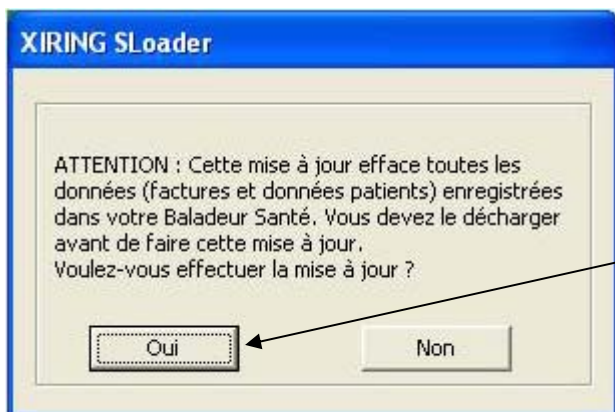 XIRING SLoader
ATTENTION : Cette mise à jour efface toutes les
données (factures et données patients) enregistrées
dans votre Baladeur Santé. Vous devez le décharger
avant de faire cette mise à jour.
Voulez-vous effectuer la mise à jour ?
Oui
Non